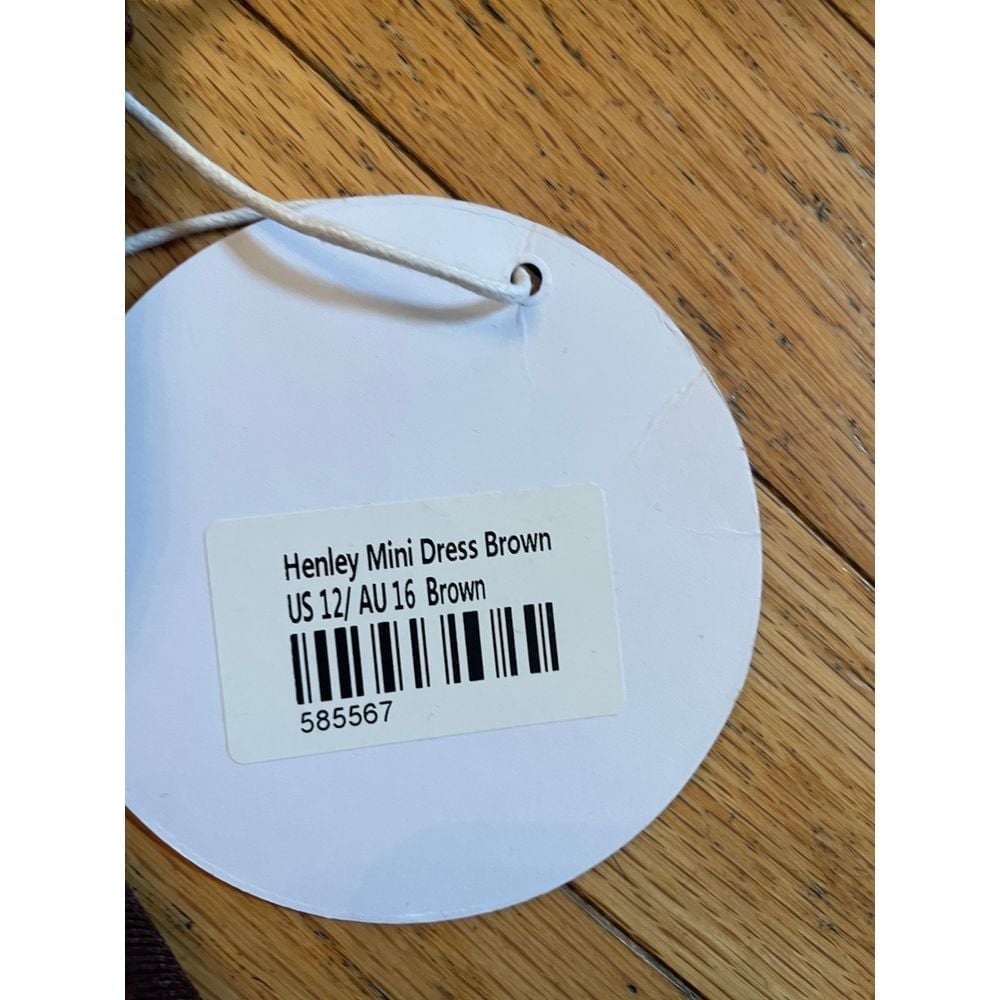 Henley Mini Dress Brown
US 12/ AU 16 Brown
585567